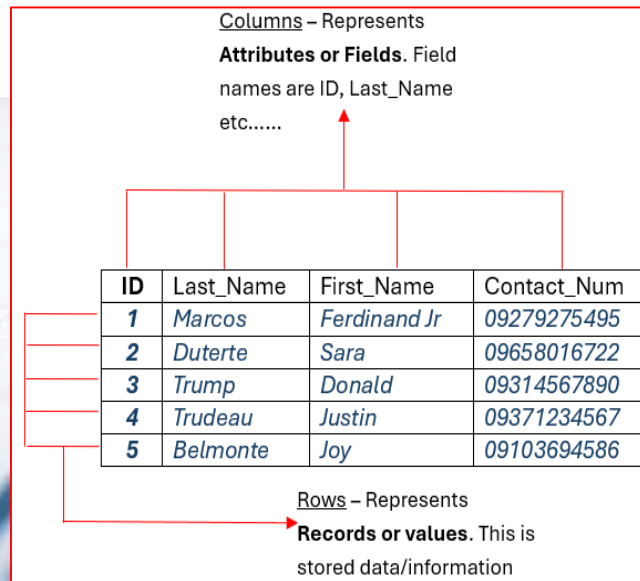 Columns – Represents
Attributes or Fields. Field
names are ID, Last_Name
etc......
ID Last_Name First_Name Contact_Num
1 Marcos Ferdinand Jr 09279275495
2 Duterte Sara 09658016722
3 Trump Donald 09314567890
4 Trudeau Justin 09371234567
5 Belmonte Joy 09103694586
Rows – Represents
Records or values. This is
stored data/information